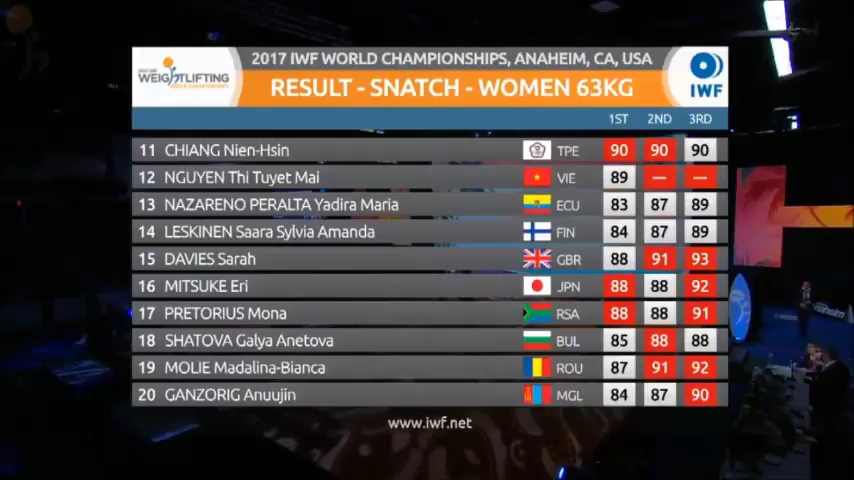 2017 IWF WORLD CHAMPIONSHIPS, ANAHEIM, CA, USA
WEIGHTLIFTING
RESULT - SNATCH - WOMEN 63KG
IWF
1ST 2ND 3RD
11 CHIANG Nien-Hsin TPE 90 90 90
12 NGUYEN Thi Tuyet Mai VIE 89 — —
13 NAZARENO PERALTA Yadira Maria ECU 83 87 89
14 LESKINEN Saara Sylvia Amanda FIN 84 87 89
15 DAVIES Sarah GBR 88 91 93
16 MITSUKE Eri JPN 88 88 92
17 PRETORIUS Mona RSA 88 88 91
18 SHATOVA Galya Anetova BUL 85 88 88
19 MOLIE Madalina-Bianca ROU 87 91 92
20 GANZORIG Anuujin MGL 84 87 90
www.iwf.net